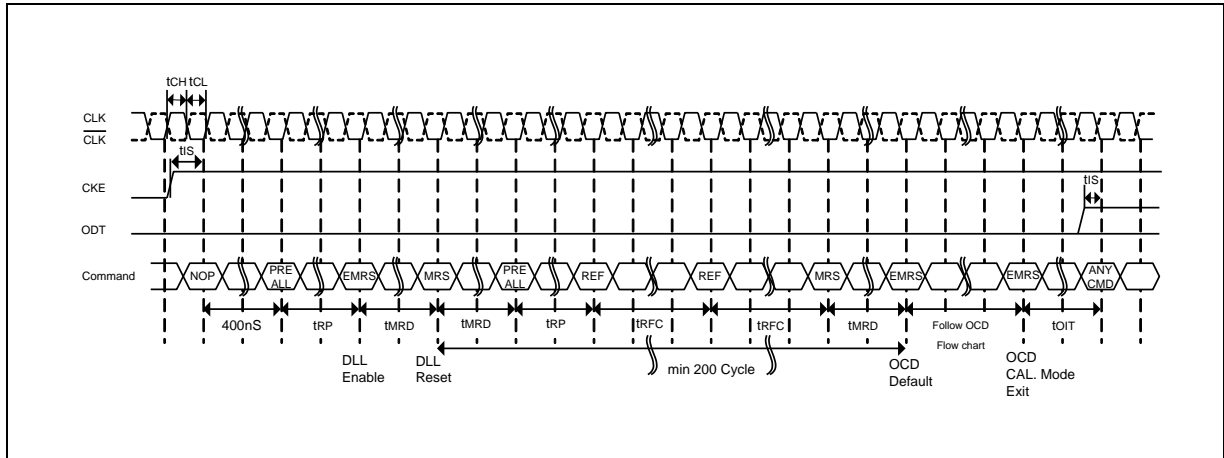 tCH tCL
CLK
CLK
tIS
CKE
tIS
ODT
Command
NOP
PRE
ALL
EMRS
MRS
PRE
ALL
REF
REF
MRS
EMRS
EMRS
ANY
CMD
400nS
tRP
tMRD
tMRD
tRP
tRFC
tRFC
tMRD
Follow OCD
Flow chart
tOIT
DLL
Enable
DLL
Reset
min 200 Cycle
OCD
Default
OCD
CAL. Mode
Exit